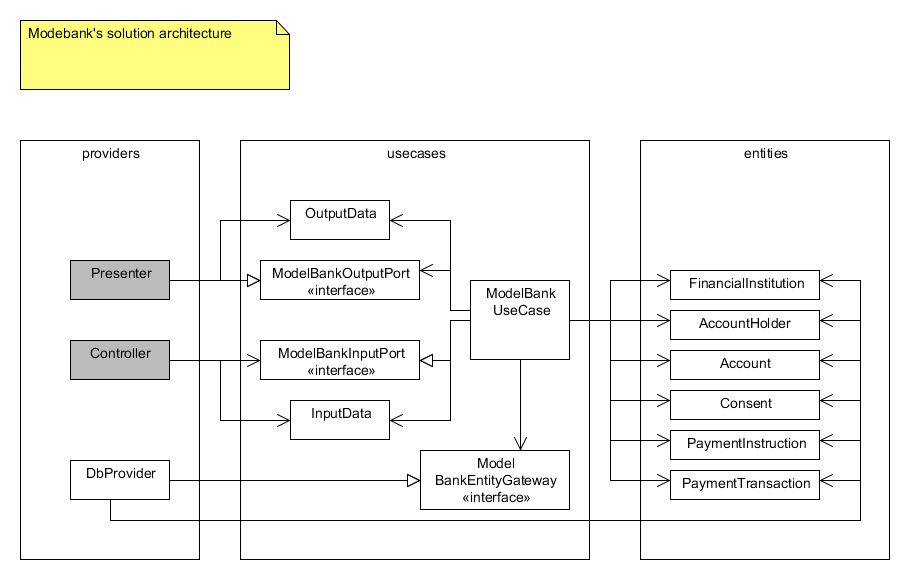 Modebank's solution architecture
providers
usecases
entities
OutputData
Presenter
ModelBankOutputPort
«interface»
ModelBank
UseCase
FinancialInstitution
AccountHolder
Controller
ModelBankInputPort
«interface»
Account
Consent
InputData
PaymentInstruction
DbProvider
Model
BankEntityGateway
«interface»
PaymentTransaction